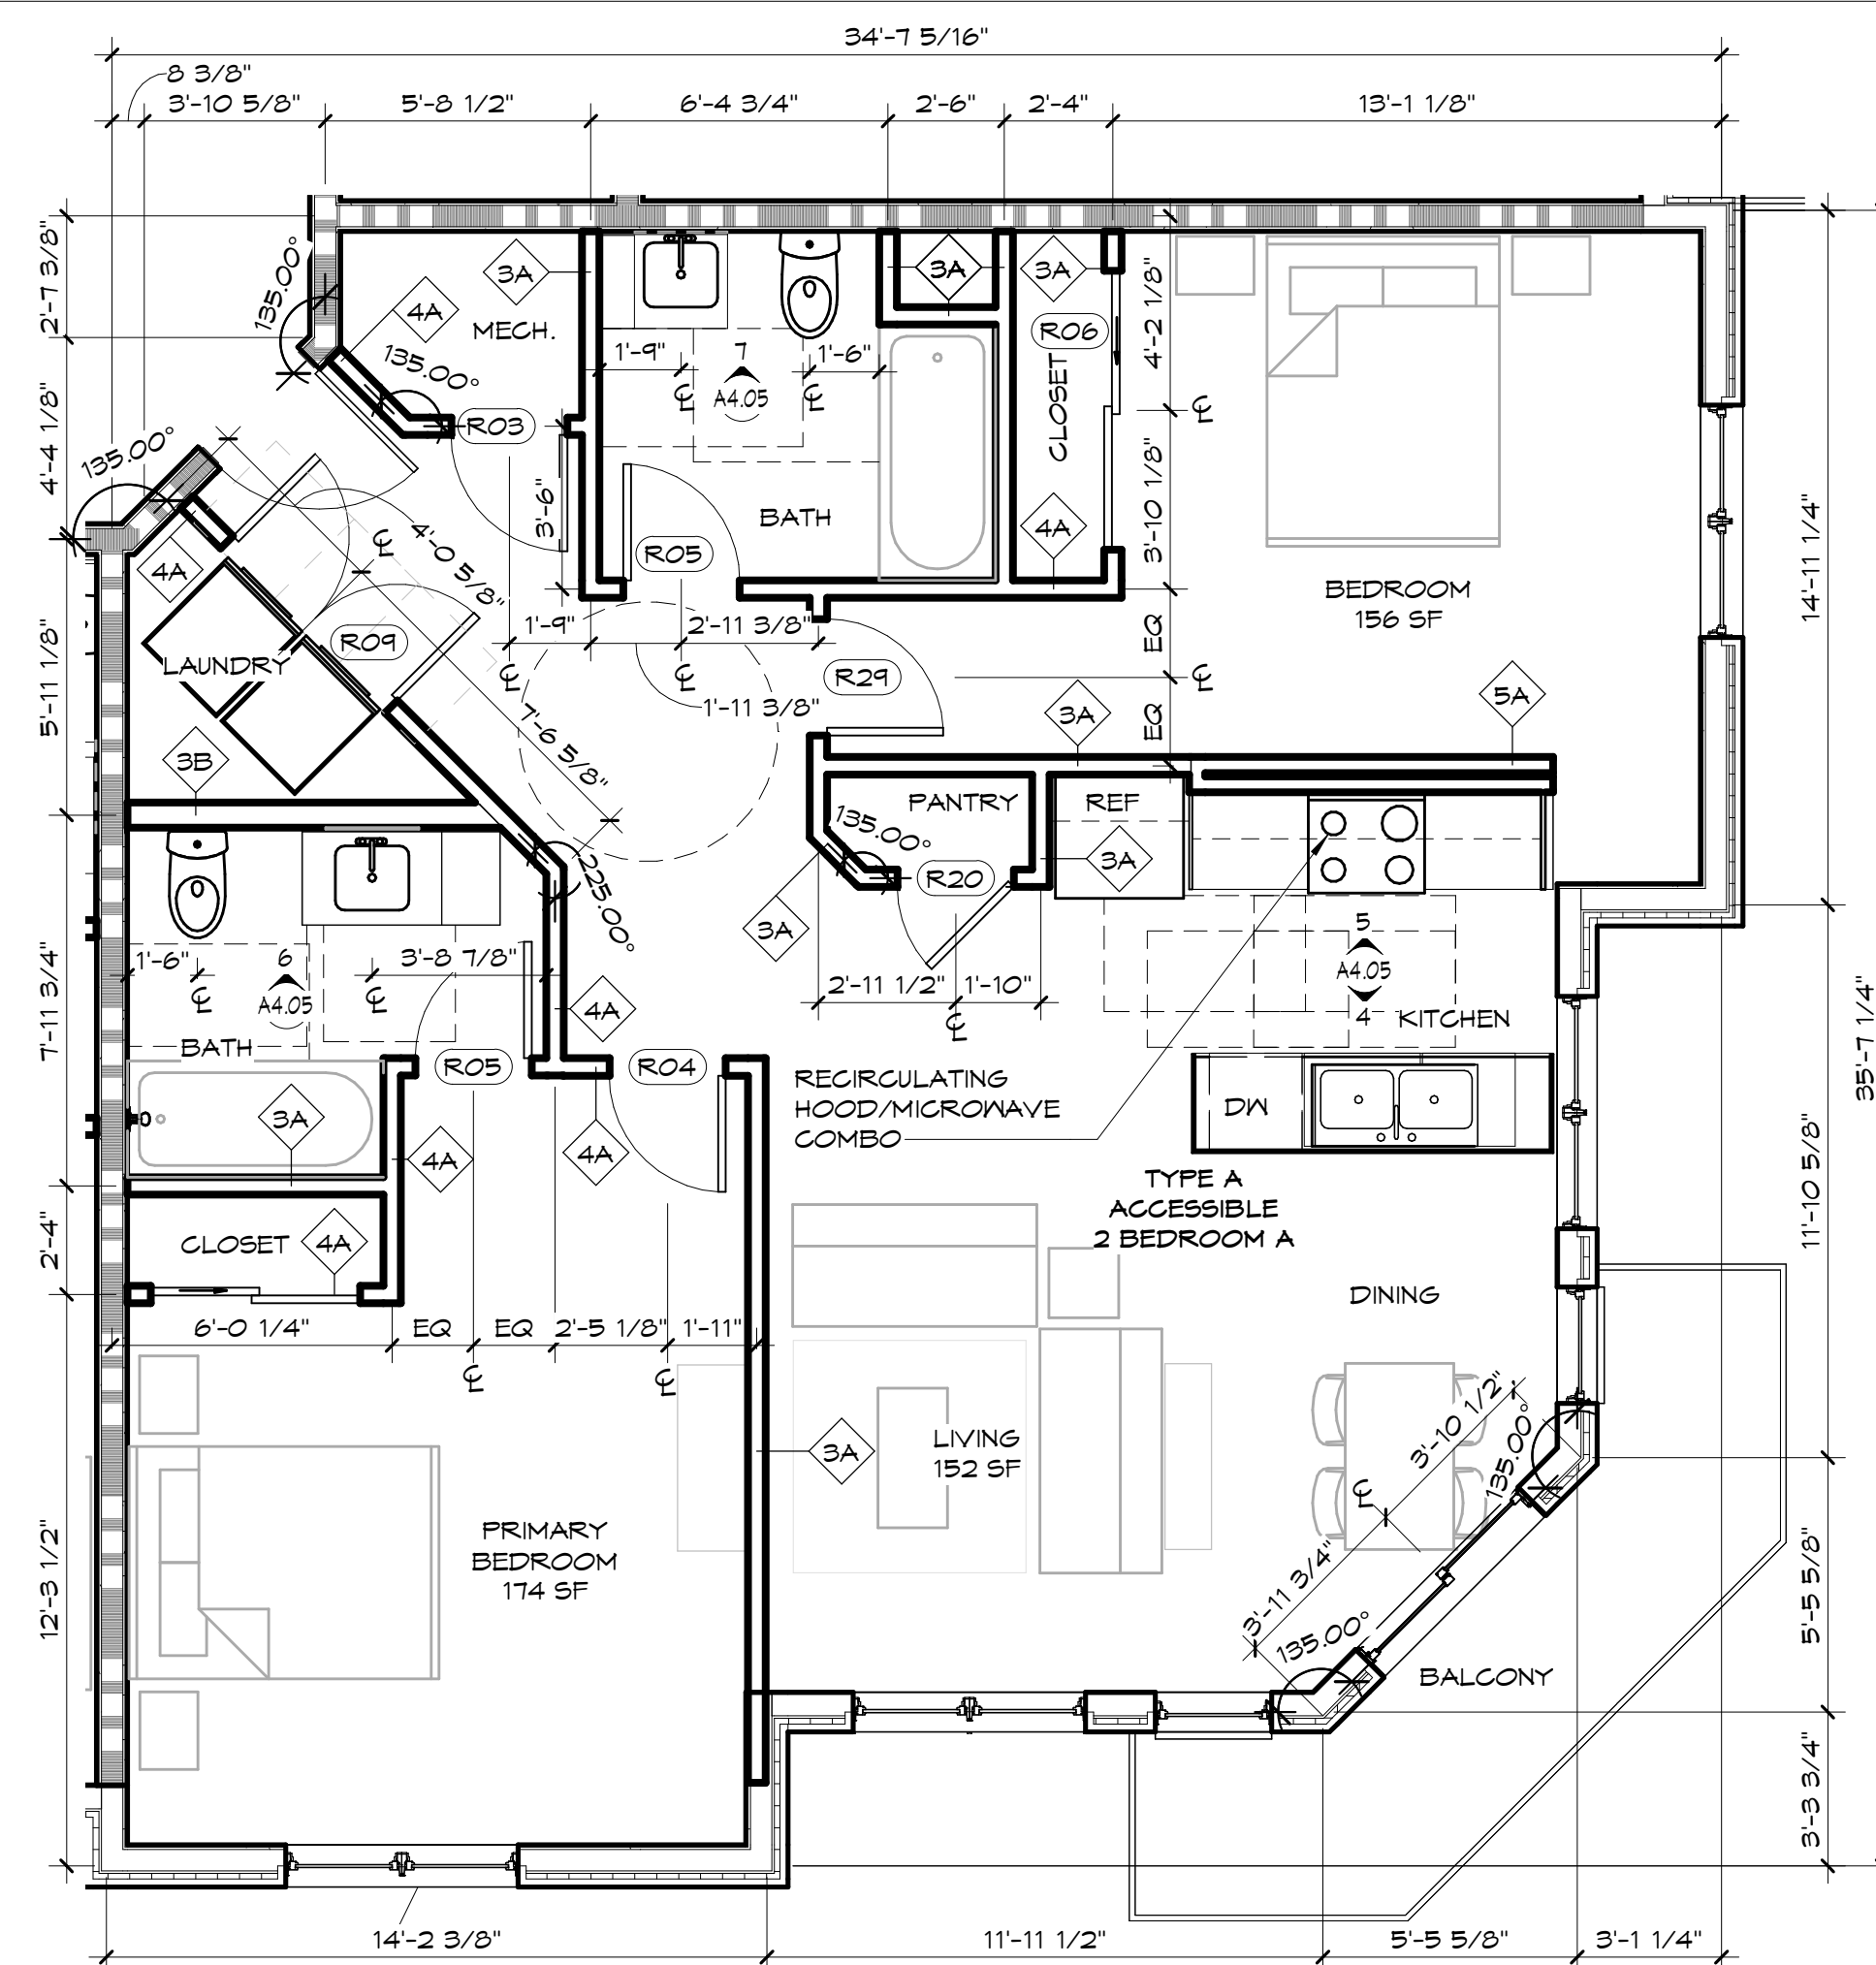 34'-7 5/16"
8 3/8"
3'-10 5/8"
5'-8 1/2"
6'-4 3/4"
2'-6"
2'-4"
13'-1 1/8"
2'-7 3/8"
135.00°
3A
4A
MECH.
135.00°
R03
1'-9"
7
A4.05
1'-6"
3A
3A
R06
CLOSET
4'-2 1/8"
4'-4 1/8"
135.00°
3'-6"
BATH
4A
3'-10 1/8"
14'-11 1/4"
4A
4'-0 5/8"
R05
BEDROOM
156 SF
5'-11 1/8"
R09
LAUNDRY
1'-9"
2'-11 3/8"
EQ
R29
1'-11 3/8"
3A
5A
EQ
3B
7'-6 5/8"
PANTRY
REF
135.00°
3A
R20
225.00°
3A
7'-11 3/4"
1'-6"
6
A4.05
3'-8 7/8"
4A
2'-11 1/2"
1'-10"
5
A4.05
4
KITCHEN
35'-7 1/4"
BATH
R05
R04
RECIRCULATING
HOOD/MICROWAVE
COMBO
DW
3A
4A
4A
11'-10 5/8"
TYPE A
ACCESSIBLE
2 BEDROOM A
2'-4"
CLOSET
4A
DINING
6'-0 1/4"
EQ
EQ
2'-5 1/8"
1'-11"
3'-10 1/2"
135.00°
3A
LIVING
152 SF
12'-3 1/2"
PRIMARY
BEDROOM
174 SF
3'-11 3/4"
5'-5 5/8"
135.00°
BALCONY
3'-3 3/4"
14'-2 3/8"
11'-11 1/2"
5'-5 5/8"
3'-1 1/4"